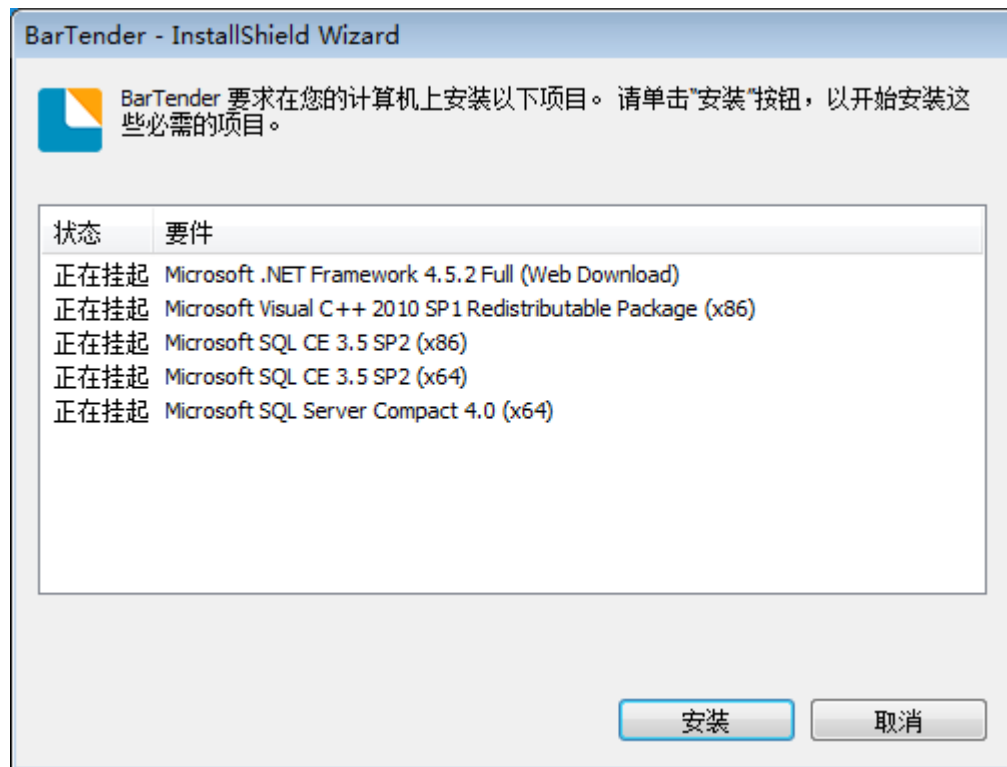 BarTender - InstallShield Wizard
BarTender 要求在您的计算机上安装以下项目。 请单击"安装"按钮，以开始安装这
些必需的项目。
状态 要件
正在挂起 Microsoft .NET Framework 4.5.2 Full (Web Download)
正在挂起 Microsoft Visual C++ 2010 SP1 Redistributable Package (x86)
正在挂起 Microsoft SQL CE 3.5 SP2 (x86)
正在挂起 Microsoft SQL CE 3.5 SP2 (x64)
正在挂起 Microsoft SQL Server Compact 4.0 (x64)
安装 取消